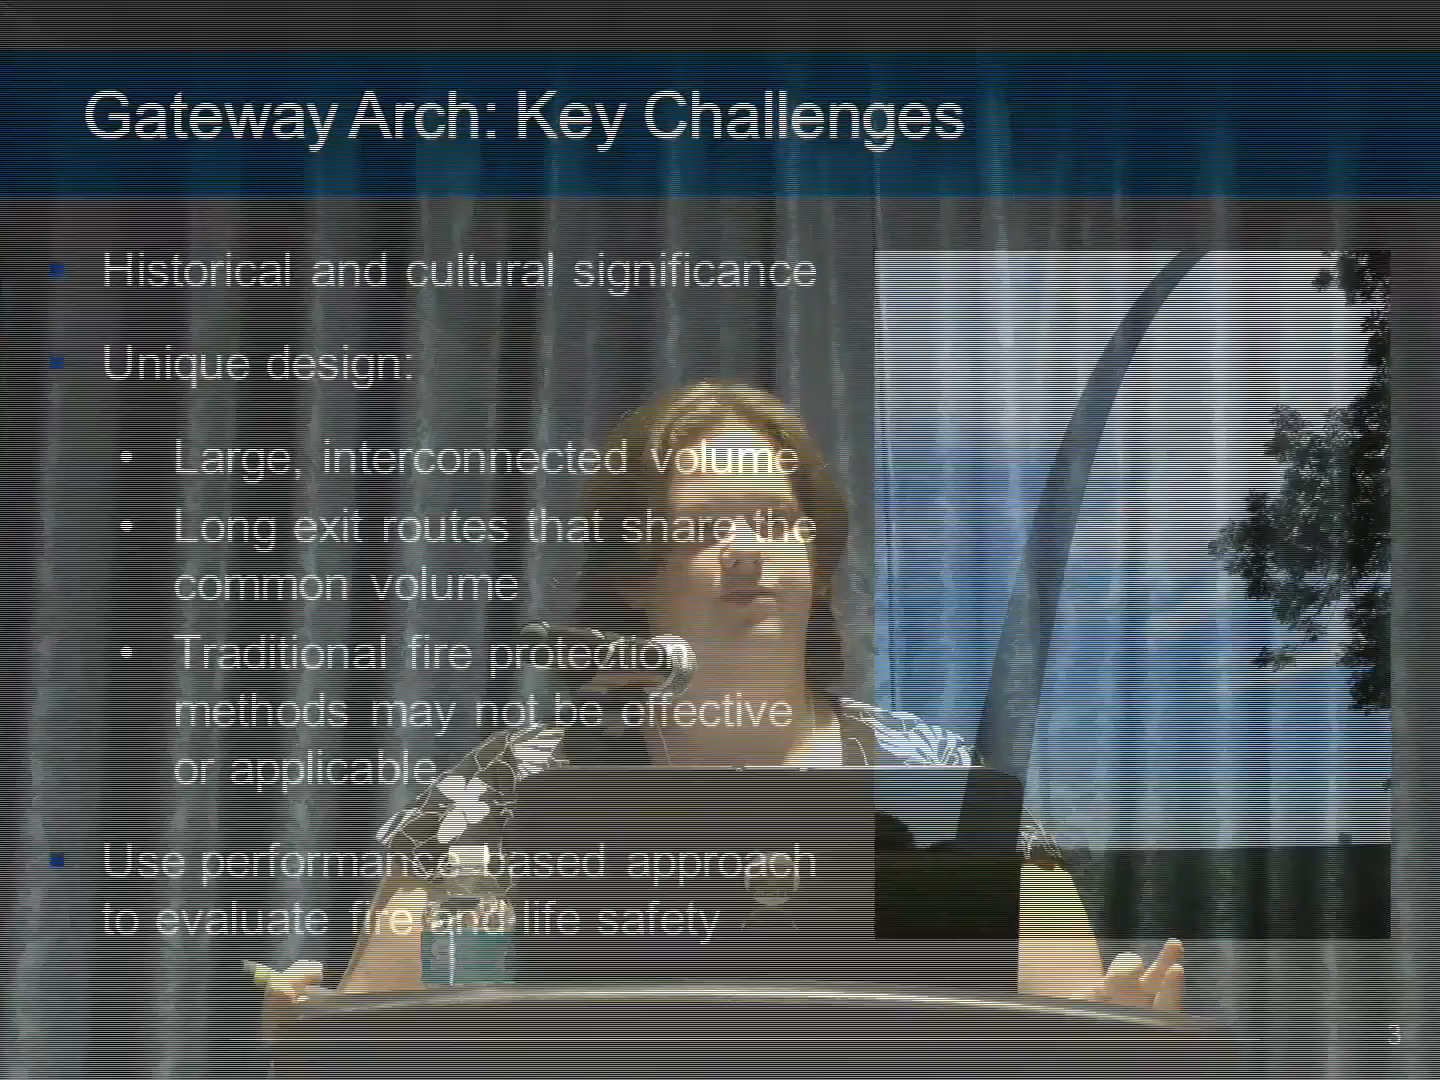 Gateway Arch: Key Challenges
Historical and cultural significance
Unique design:
Large, interconnected volume
Long exit routes that share the
common volume
Traditional fire protection
methods may not be effective
or applicable
Use performance-based approach
to evaluate fire and life safety
3